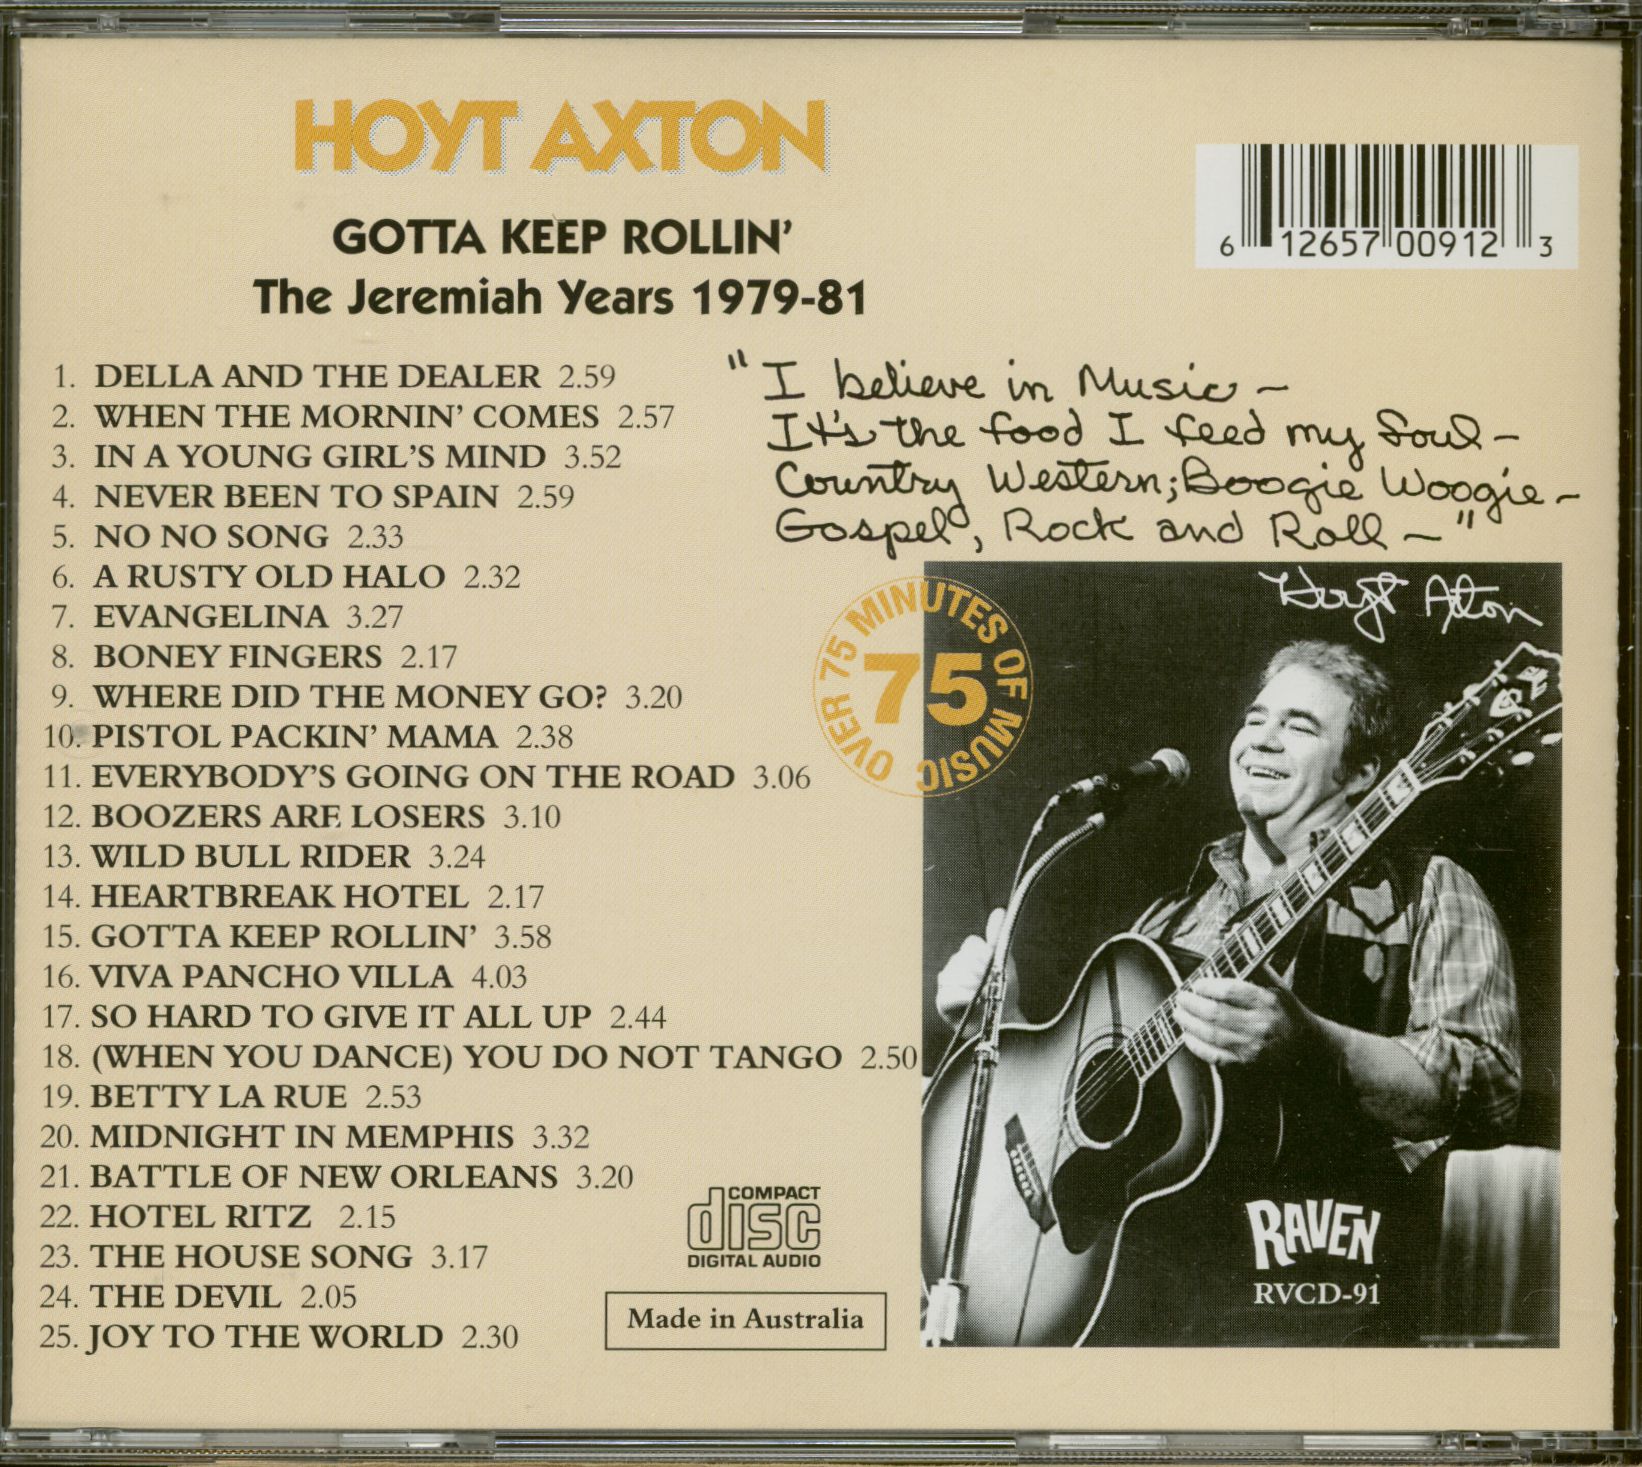 HOYT AXTON
GOTTA KEEP ROLLIN'
The Jeremiah Years 1979-81
6 12657 00912 3
1. DELLA AND THE DEALER 2.59
2. WHEN THE MORNIN' COMES 2.57
3. IN A YOUNG GIRL'S MIND 3.52
4. NEVER BEEN TO SPAIN 2.59
5. NO NO SONG 2.33
6. A RUSTY OLD HALO 2.32
7. EVANGELINA 3.27
8. BONEY FINGERS 2.17
9. WHERE DID THE MONEY GO? 3.20
10. PISTOL PACKIN' MAMA 2.38
11. EVERYBODY'S GOING ON THE ROAD 3.06
12. BOOZERS ARE LOSERS 3.10
13. WILD BULL RIDER 3.24
14. HEARTBREAK HOTEL 2.17
15. GOTTA KEEP ROLLIN' 3.58
16. VIVA PANCHO VILLA 4.03
17. SO HARD TO GIVE IT ALL UP 2.44
18. (WHEN YOU DANCE) YOU DO NOT TANGO 2.50
19. BETTY LA RUE 2.53
20. MIDNIGHT IN MEMPHIS 3.32
21. BATTLE OF NEW ORLEANS 3.20
22. HOTEL RITZ 2.15
23. THE HOUSE SONG 3.17
24. THE DEVIL 2.05
25. JOY TO THE WORLD 2.30
"I believe in Music –
It's the food I feed my Soul –
Country Western; Boogie Woogie –
Gospel, Rock and Roll – "
Hoyt Axton
OVER 75 MINUTES OF MUSIC
75
COMPACT
disc
DIGITAL AUDIO
Made in Australia
RAVEN
RVCD-91